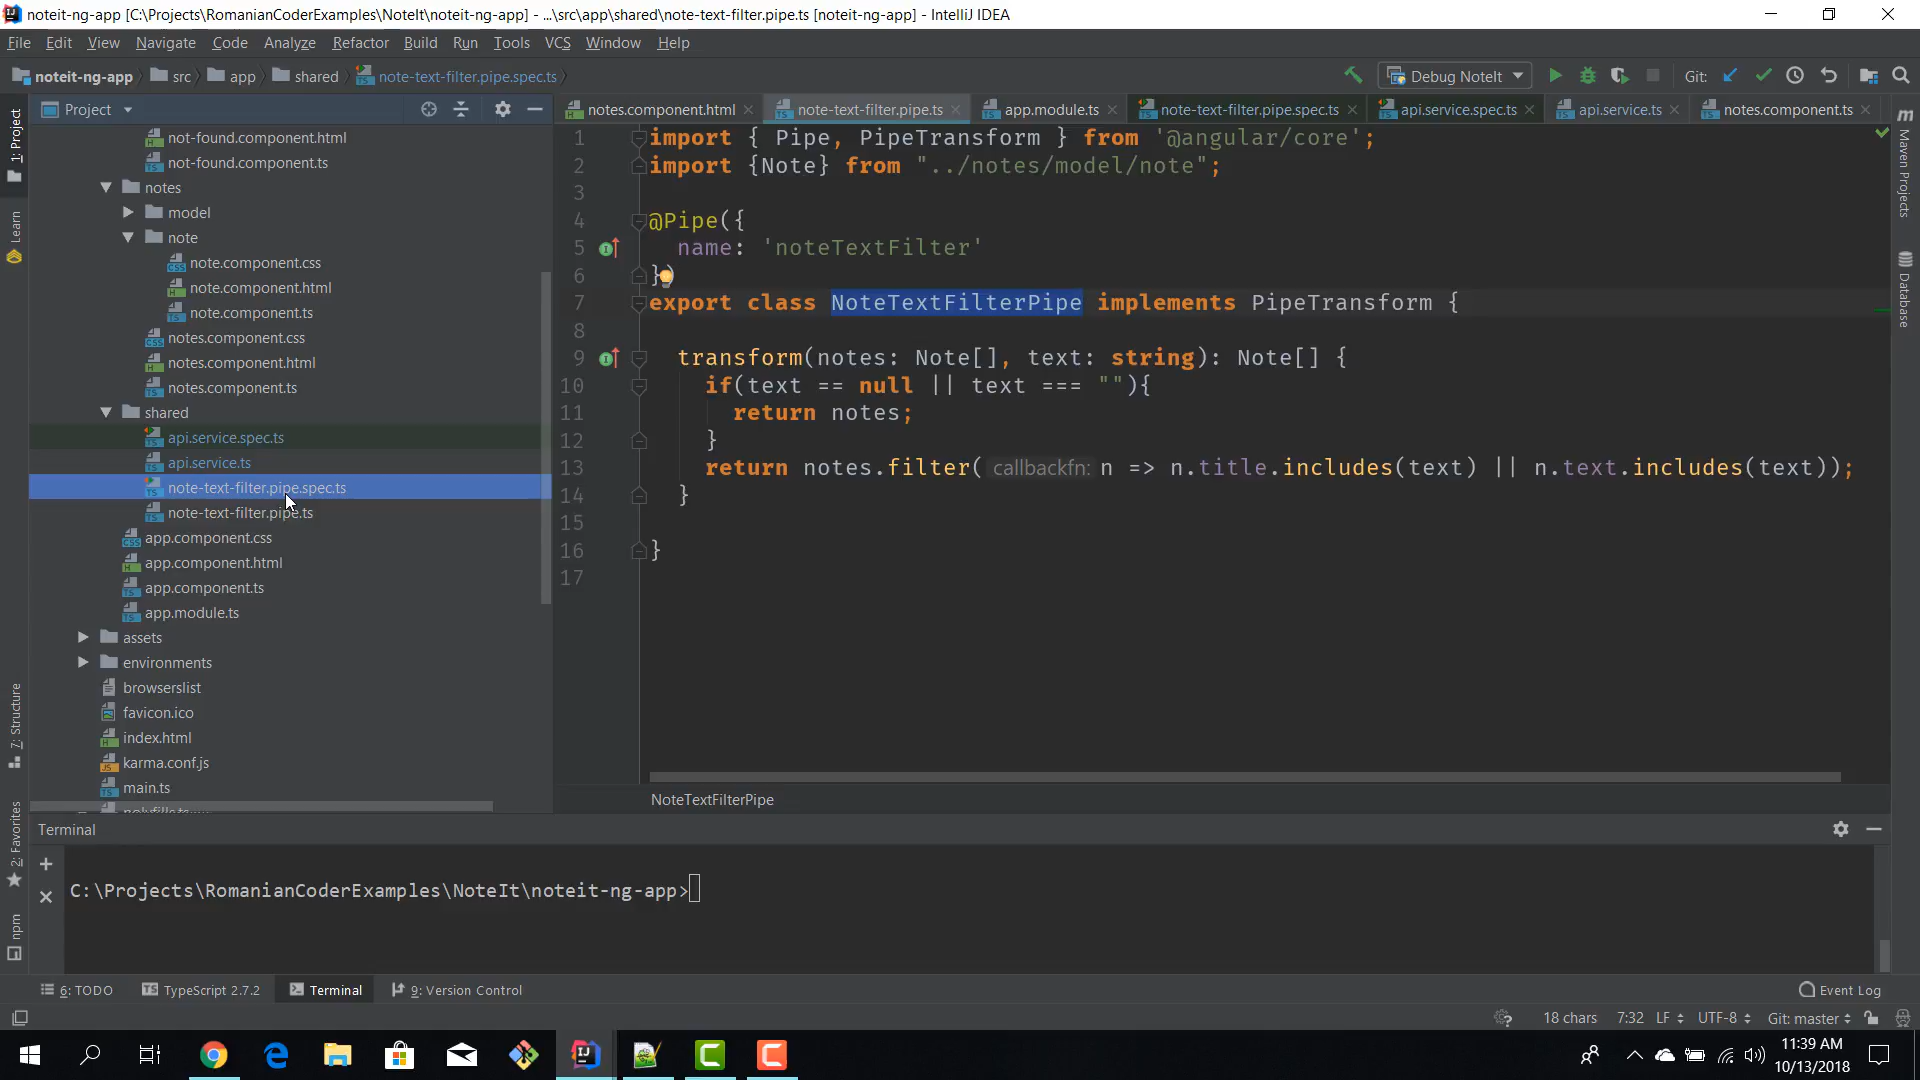 noteit-ng-app [C:\Projects\RomanianCoderExamples\NoteIt\noteit-ng-app] - ...\src\app\shared\note-text-filter.pipe.ts [noteit-ng-app] - IntelliJ IDEA
File Edit View Navigate Code Analyze Refactor Build Run Tools VCS Window Help
noteit-ng-app src app shared note-text-filter.pipe.spec.ts Debug NoteIt Git:
Project
notes.component.html note-text-filter.pipe.ts app.module.ts note-text-filter.pipe.spec.ts api.service.spec.ts api.service.ts notes.component.ts
1: Project
Learn
7: Structure
2: Favorites
npm
not-found.component.html
not-found.component.ts
notes
model
note
note.component.css
note.component.html
note.component.ts
notes.component.css
notes.component.html
notes.component.ts
shared
api.service.spec.ts
api.service.ts
note-text-filter.pipe.spec.ts
note-text-filter.pipe.ts
app.component.css
app.component.html
app.component.ts
app.module.ts
assets
environments
browserslist
favicon.ico
index.html
karma.conf.js
main.ts
1 import { Pipe, PipeTransform } from '@angular/core';
2 import {Note} from "../notes/model/note";
3
4 @Pipe({
5 name: 'noteTextFilter'
6 })
7 export class NoteTextFilterPipe implements PipeTransform {
8
9 transform(notes: Note[], text: string): Note[] {
10 if(text == null || text === ""){
11 return notes;
12 }
13 return notes.filter( callbackfn: n => n.title.includes(text) || n.text.includes(text));
14 }
15
16 }
17
NoteTextFilterPipe
m
Maven Projects
Database
Terminal
C:\Projects\RomanianCoderExamples\NoteIt\noteit-ng-app>
6: TODO TypeScript 2.7.2 Terminal 9: Version Control Event Log
18 chars 7:32 LF UTF-8 Git: master
11:39 AM
10/13/2018